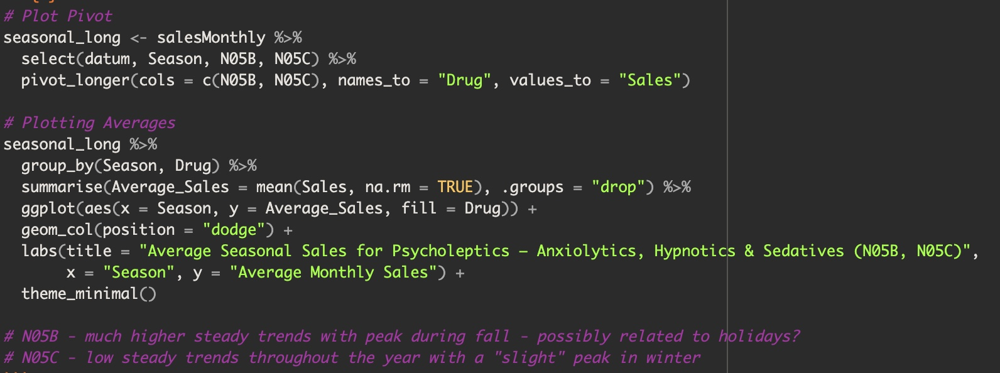 # Plot Pivot
seasonal_long <- salesMonthly %>%
  select(datum, Season, N05B, N05C) %>%
  pivot_longer(cols = c(N05B, N05C), names_to = "Drug", values_to = "Sales")
# Plotting Averages
seasonal_long %>%
  group_by(Season, Drug) %>%
  summarise(Average_Sales = mean(Sales, na.rm = TRUE), .groups = "drop") %>%
  ggplot(aes(x = Season, y = Average_Sales, fill = Drug)) +
  geom_col(position = "dodge") +
  labs(title = "Average Seasonal Sales for Psycholeptics – Anxiolytics, Hypnotics & Sedatives (N05B, N05C)",
       x = "Season", y = "Average Monthly Sales") +
  theme_minimal()
# N05B - much higher steady trends with peak during fall - possibly related to holidays?
# N05C - low steady trends throughout the year with a "slight" peak in winter